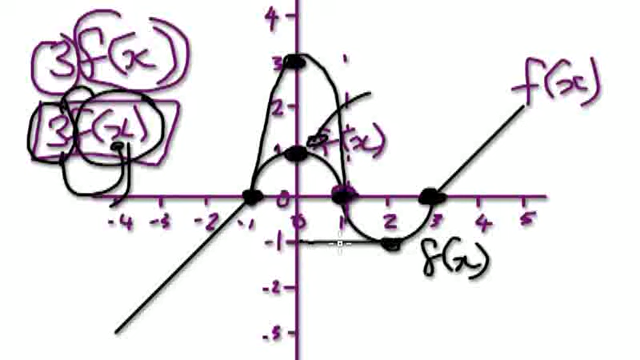 3f(x)
3f(x)
f(x)
f(x)
f(x)
4
3
2
1
0
-4 -3 -2 -1 0 1 2 3 4 5
-1
-2
-3